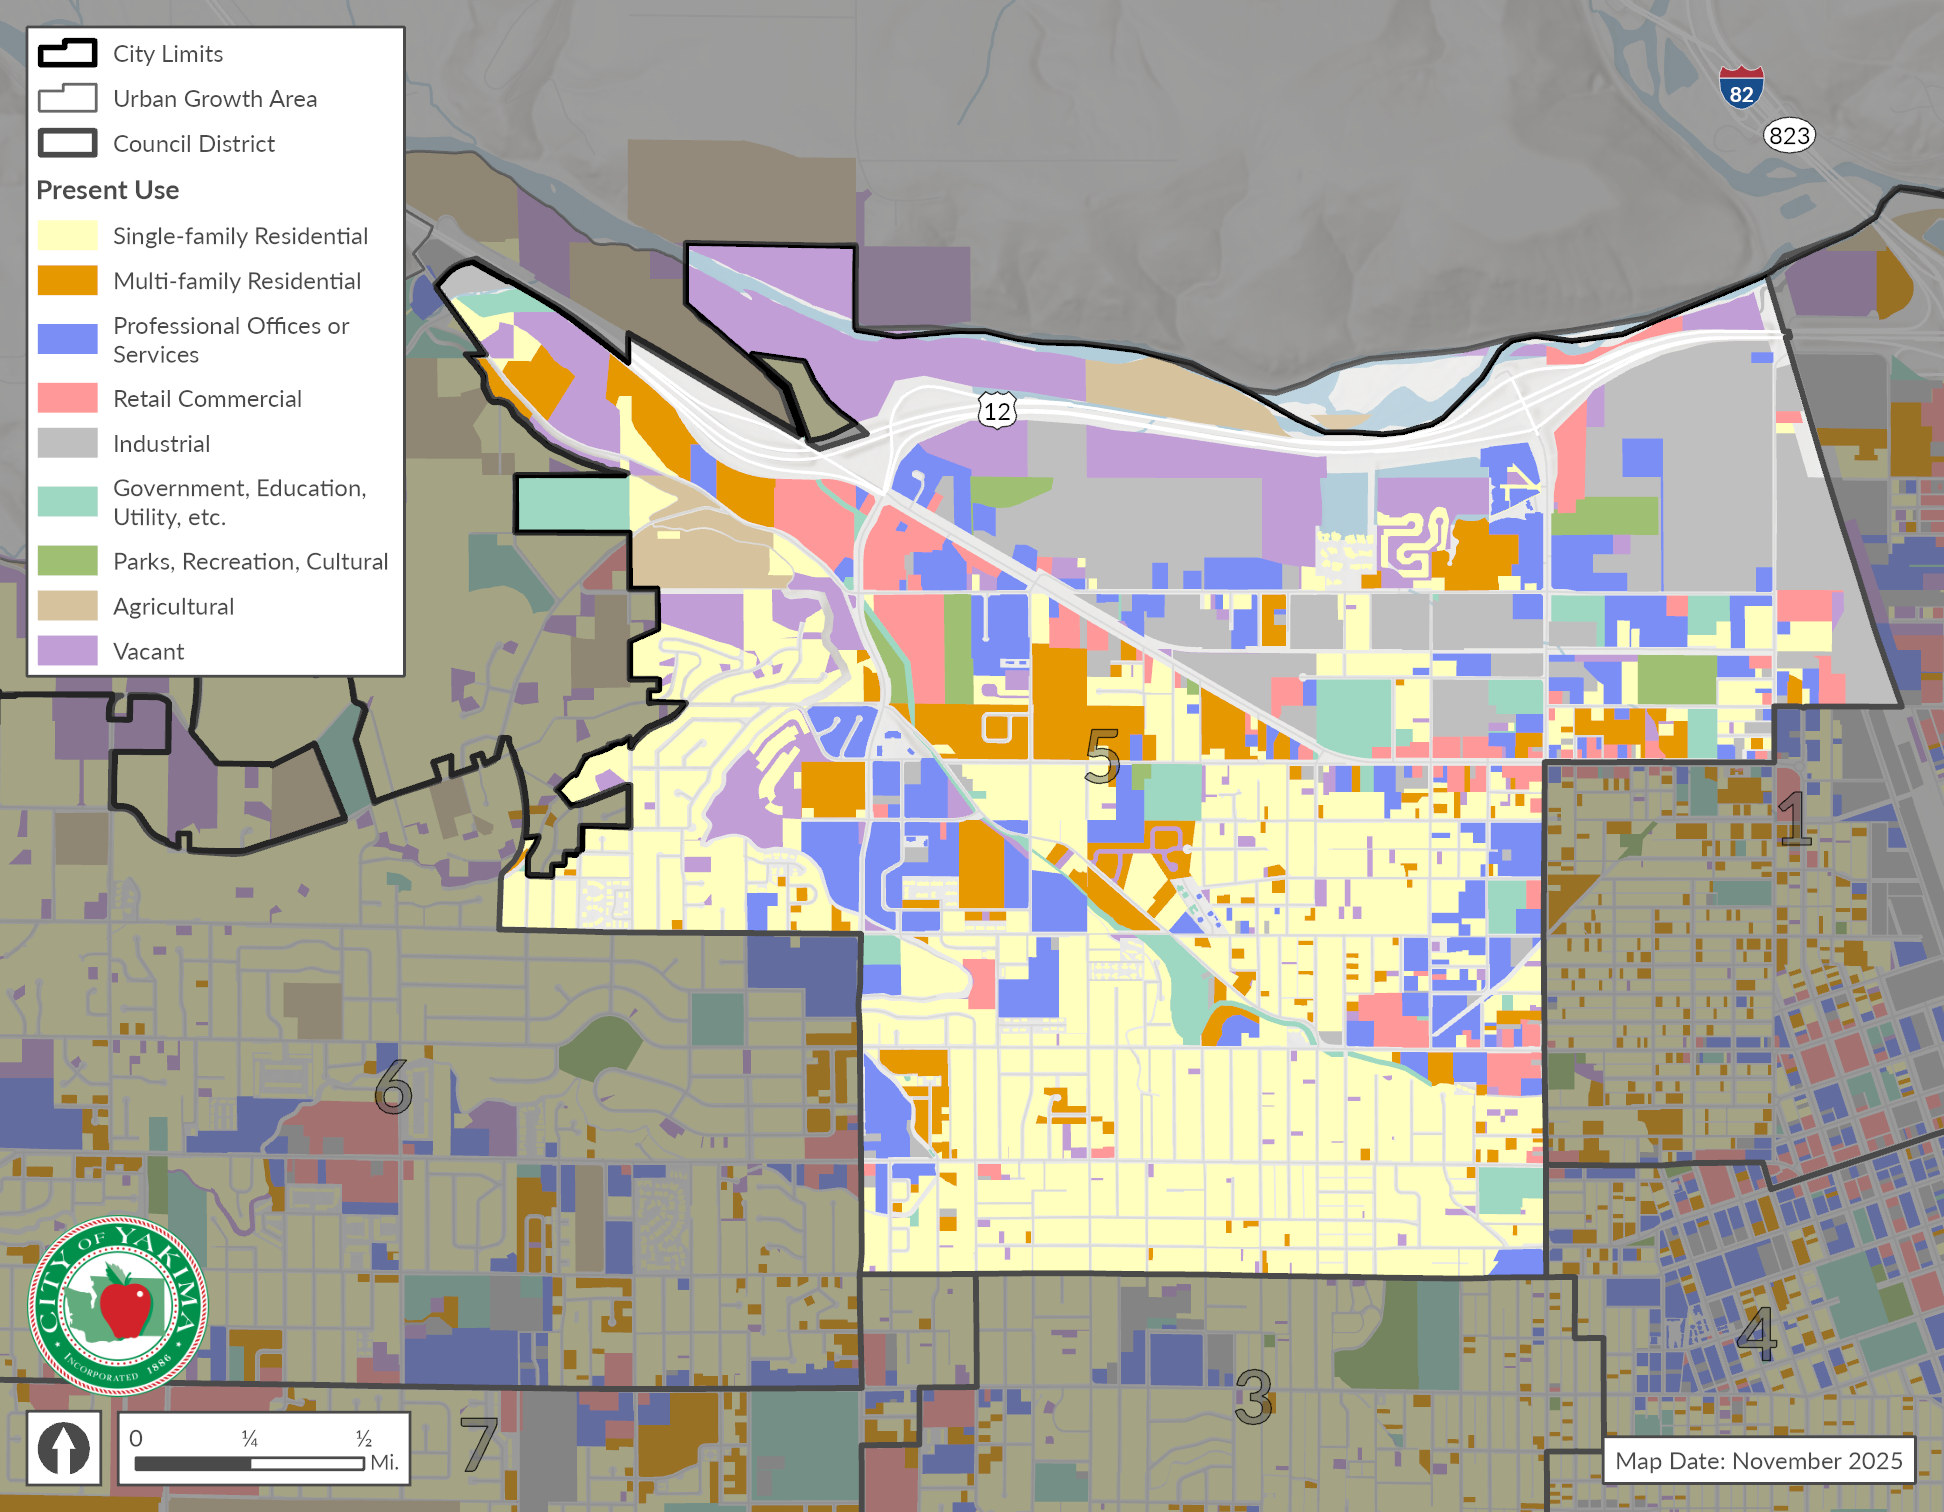 City Limits
Urban Growth Area
Council District
Present Use
Single-family Residential
Multi-family Residential
Professional Offices or
Services
Retail Commercial
Industrial
Government, Education,
Utility, etc.
Parks, Recreation, Cultural
Agricultural
Vacant
82
823
12
5
1
6
4
3
7
CITY OF YAKIMA
INCORPORATED 1886
0 ¼ ½
Mi.
Map Date: November 2025